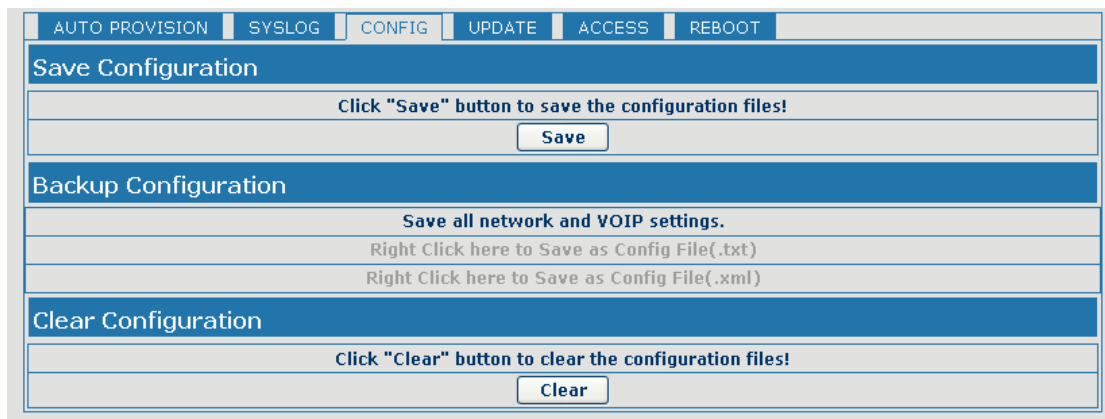 AUTO PROVISION SYSLOG CONFIG UPDATE ACCESS REBOOT
Save Configuration
Click "Save" button to save the configuration files!
Save
Backup Configuration
Save all network and VOIP settings.
Right Click here to Save as Config File(.txt)
Right Click here to Save as Config File(.xml)
Clear Configuration
Click "Clear" button to clear the configuration files!
Clear